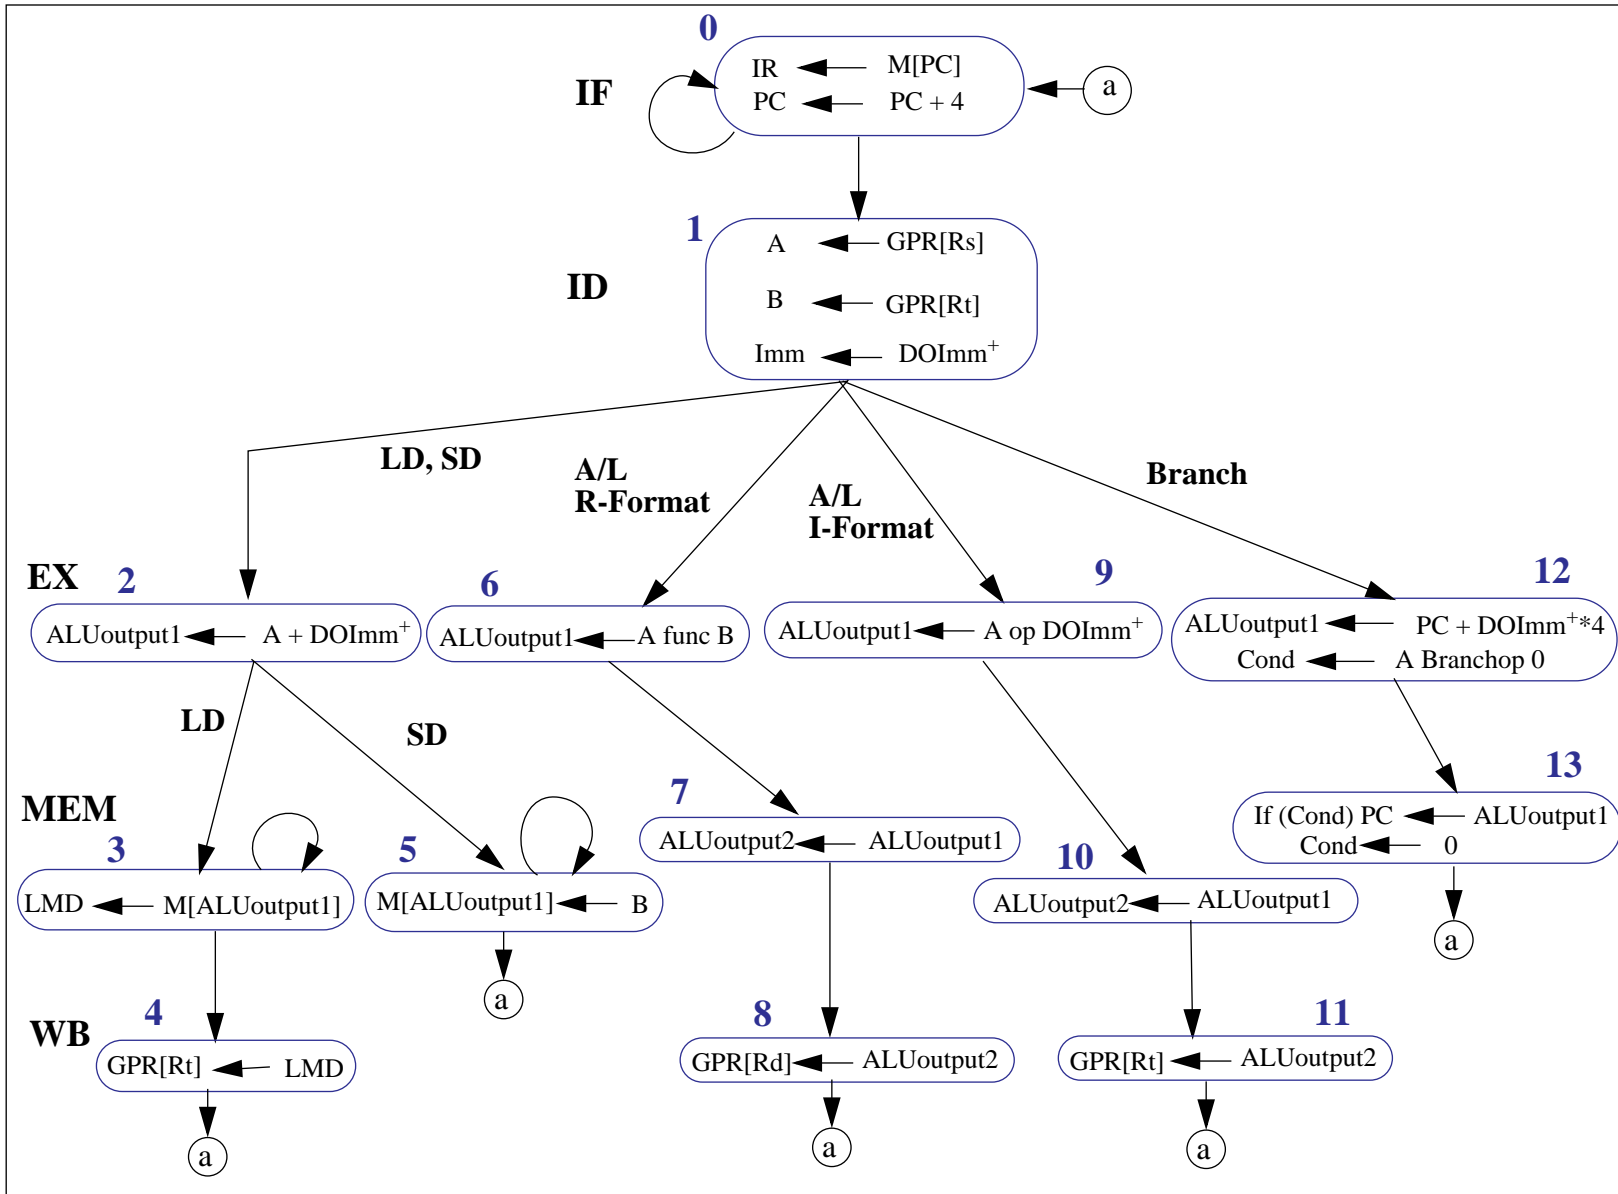 0
IR M[PC]
IF
PC PC + 4
a
1
A GPR[Rs]
ID
B GPR[Rt]
Imm DOImm+
LD, SD
A/L
R-Format
A/L
I-Format
Branch
EX
2
ALUoutput1 A + DOImm+
6
ALUoutput1 A func B
9
ALUoutput1 A op DOImm+
12
ALUoutput1 PC + DOImm+*4
Cond A Branchop 0
LD
SD
MEM
3
LMD M[ALUoutput1]
5
M[ALUoutput1] B
a
7
ALUoutput2 ALUoutput1
10
ALUoutput2 ALUoutput1
13
If (Cond) PC ALUoutput1
Cond 0
a
WB
4
GPR[Rt] LMD
a
8
GPR[Rd] ALUoutput2
a
11
GPR[Rt] ALUoutput2
a